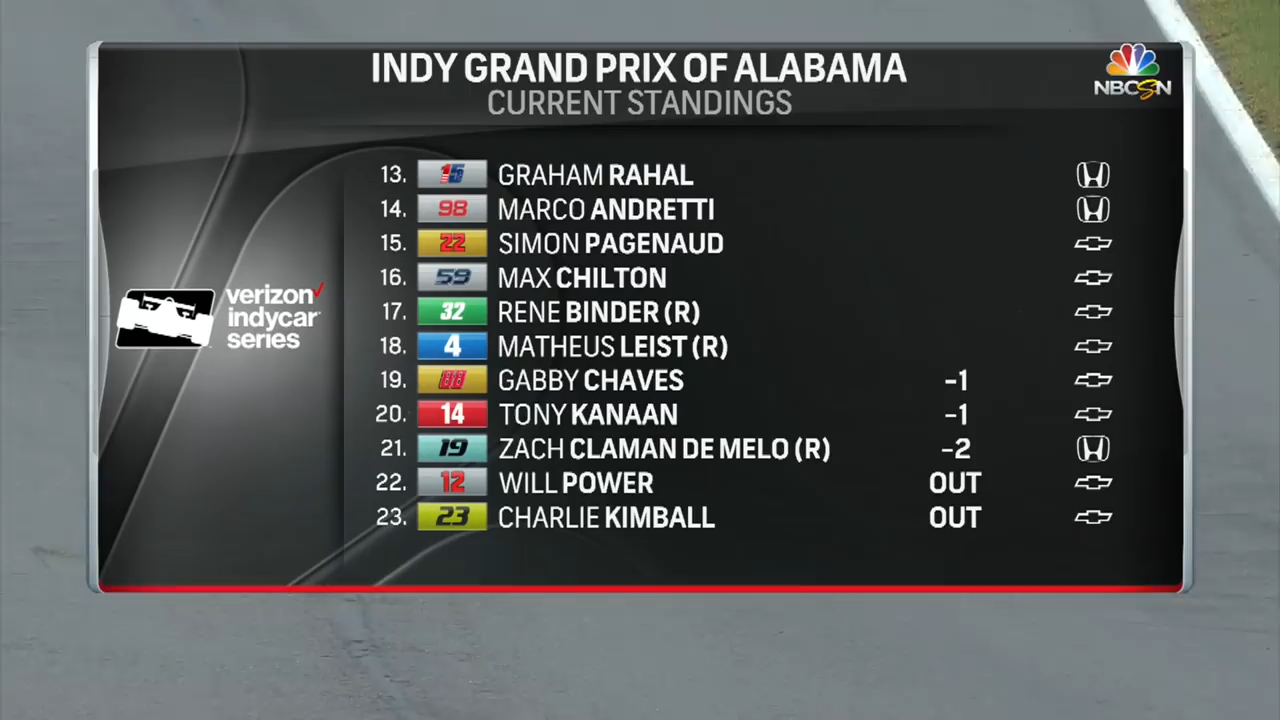 INDY GRAND PRIX OF ALABAMA
CURRENT STANDINGS
NBCSN
13. 15 GRAHAM RAHAL
14. 98 MARCO ANDRETTI
15. 22 SIMON PAGENAUD
16. 59 MAX CHILTON
17. 32 RENE BINDER (R)
18. 4 MATHEUS LEIST (R)
19. 88 GABBY CHAVES -1
20. 14 TONY KANAAN -1
21. 19 ZACH CLAMAN DE MELO (R) -2
22. 12 WILL POWER OUT
23. 23 CHARLIE KIMBALL OUT
verizon
indycar
series